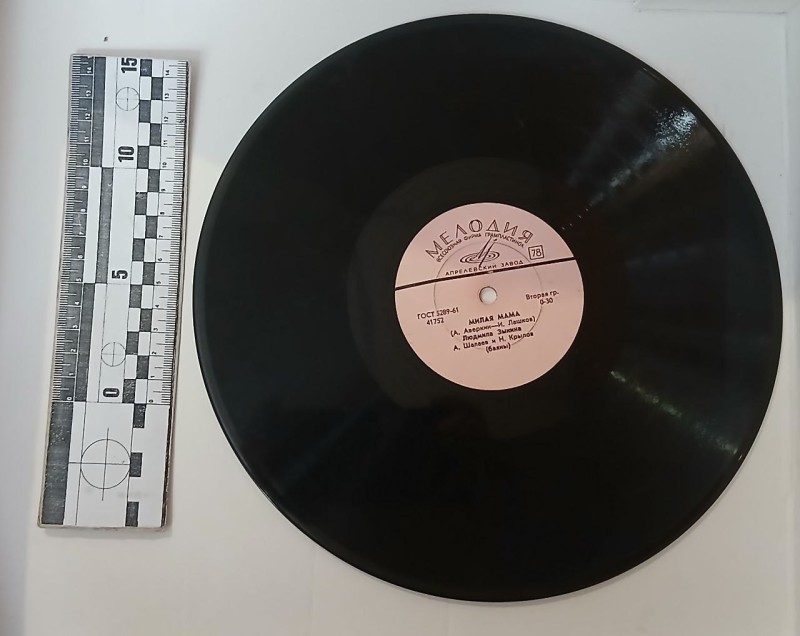 15
10
5
0
МЕЛОДИЯ
ВСЕСОЮЗНАЯ ФИРМА ГРАМПЛАСТИНОК
78
АПРЕЛЕВСКИЙ ЗАВОД
ГОСТ 5289-61
41752
Вторая гр.
0-30
МИЛАЯ МАМА
(А. Аверкин—И. Лашков)
Людмила Зыкина
А. Шалаев и Н. Крылов
(баяны)